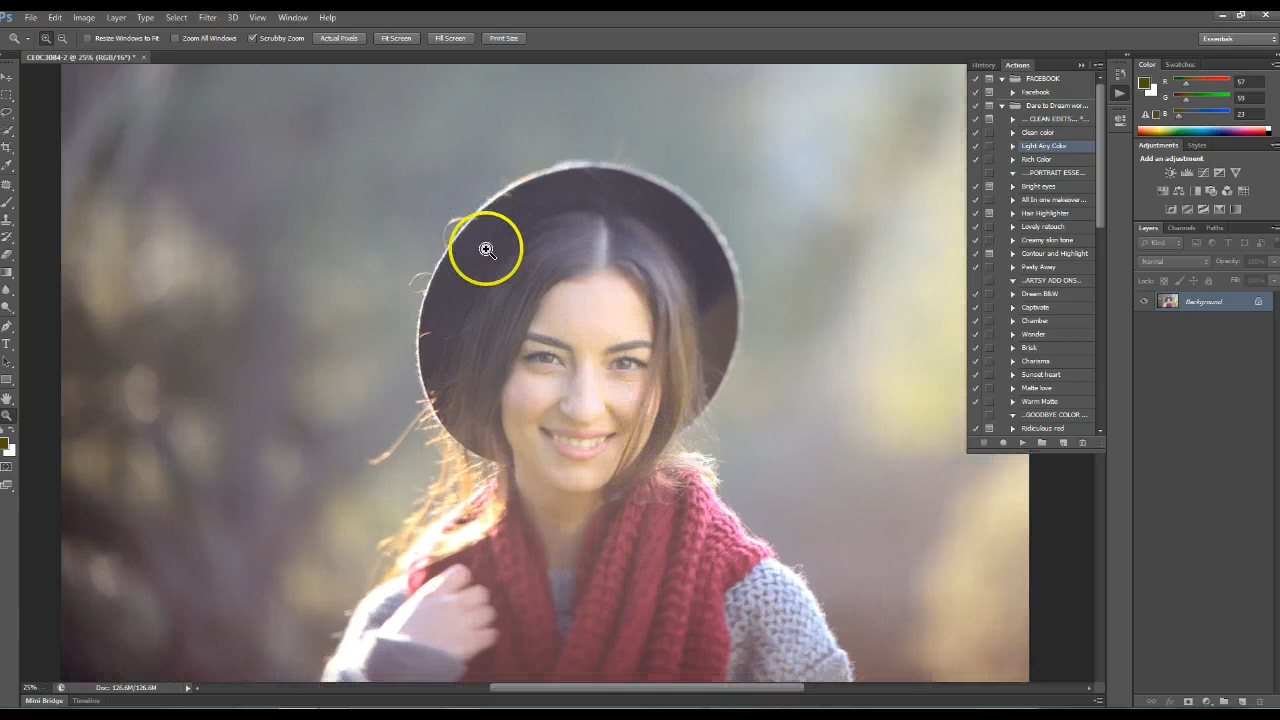 Ps File Edit Image Layer Type Select Filter 3D View Window Help
Resize Windows to Fit Zoom All Windows Scrubby Zoom Actual Pixels Fit Screen Fill Screen Print Size Essentials
CE0C3084-2 @ 25% (RGB/16*) * ×
History Actions
FACEBOOK
Facebook
Dare to Dream wor...
... CLEAN EDITS... *...
Clean color
Light Airy Color
Rich Color
....PORTRAIT ESSE...
Bright eyes
All In one makeover...
Hair Highlighter
Lovely retouch
Creamy skin tone
Contour and Highlight
Pasty Away
..ARTSY ADD ONS...
Dream B&W
Captivate
Chamber
Wonder
Brisk
Charisma
Sunset heart
Matte love
Warm Matte
..GOODBYE COLOR ...
Ridiculous red
Color Swatches
R 57
G 59
B 23
Adjustments Styles
Add an adjustment
Layers Channels Paths
Kind
Normal Opacity: 100%
Lock: Fill: 100%
Background
25% Doc: 126.6M/126.6M
Mini Bridge Timeline